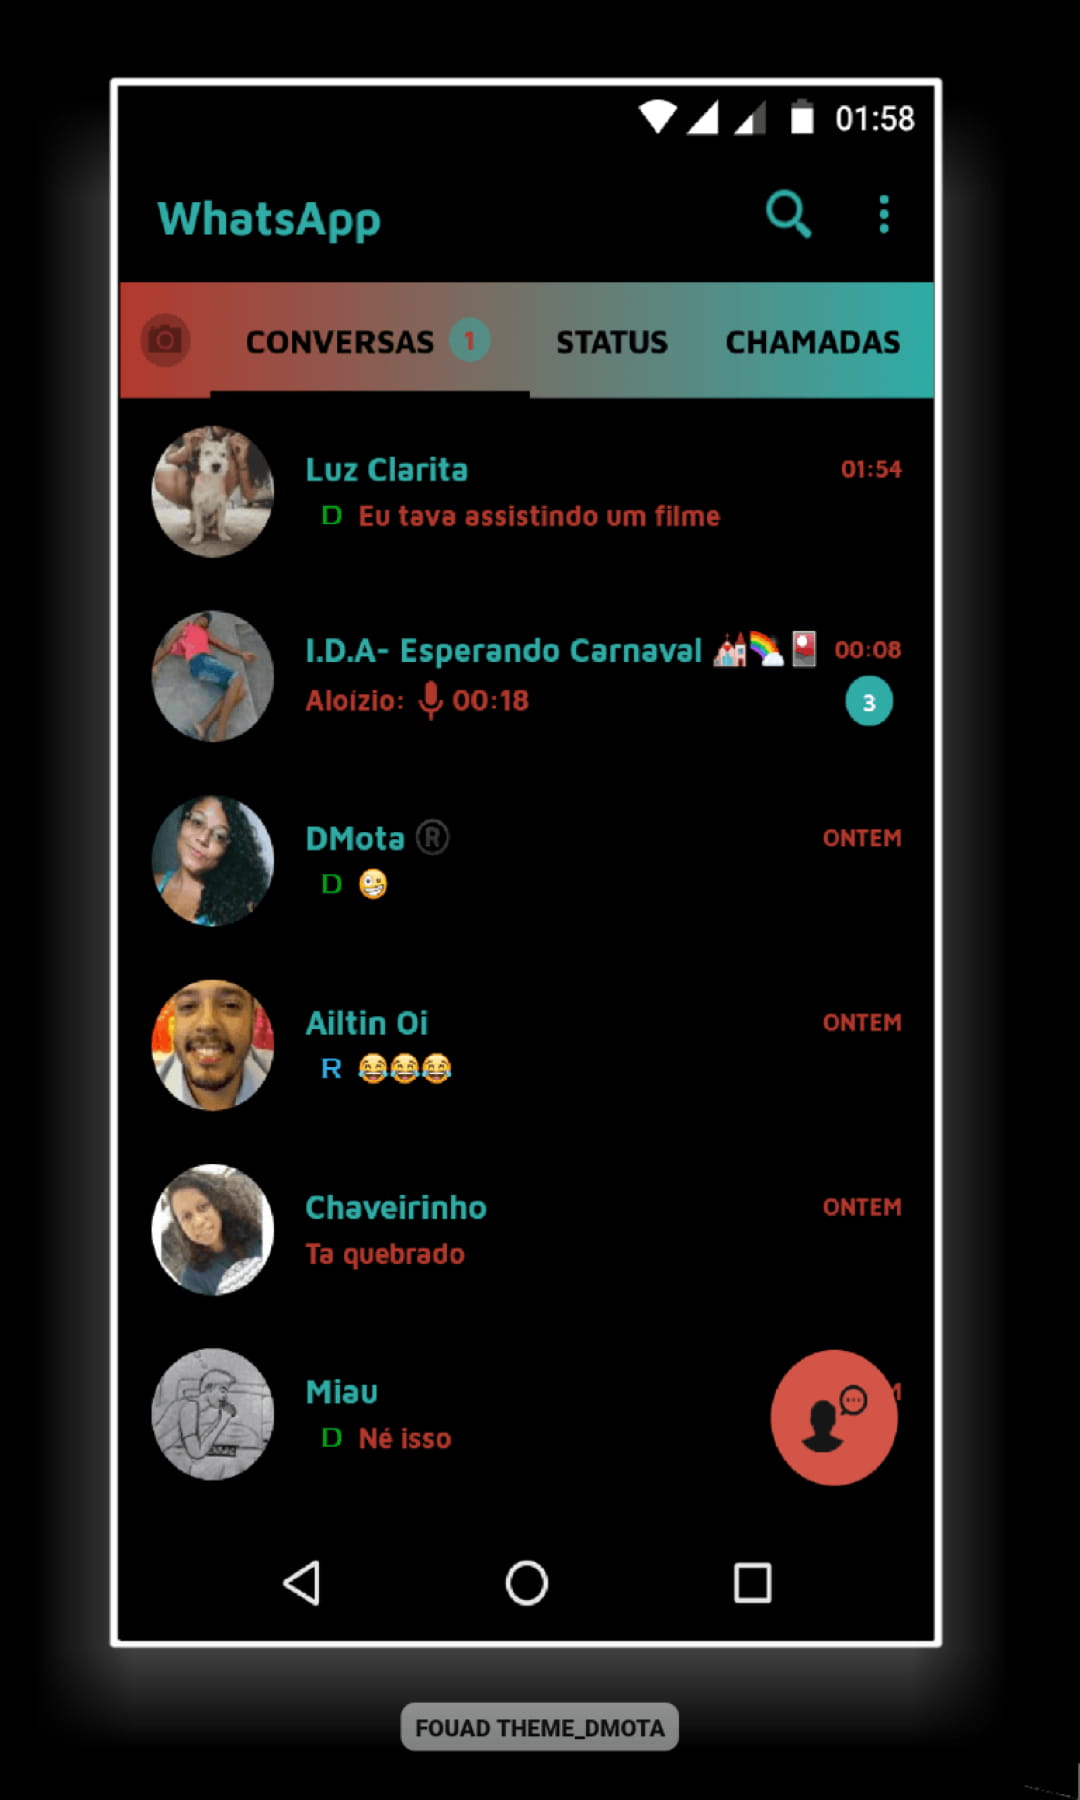 01:58
WhatsApp
CONVERSAS 1 STATUS CHAMADAS
Luz Clarita 01:54
D Eu tava assistindo um filme
I.D.A- Esperando Carnaval 00:08
Aloízio: 00:18 3
DMota ® ONTEM
D
Ailtin Oi ONTEM
R 😂😂😂
Chaveirinho ONTEM
Ta quebrado
Miau
D Né isso
FOUAD THEME_DMOTA